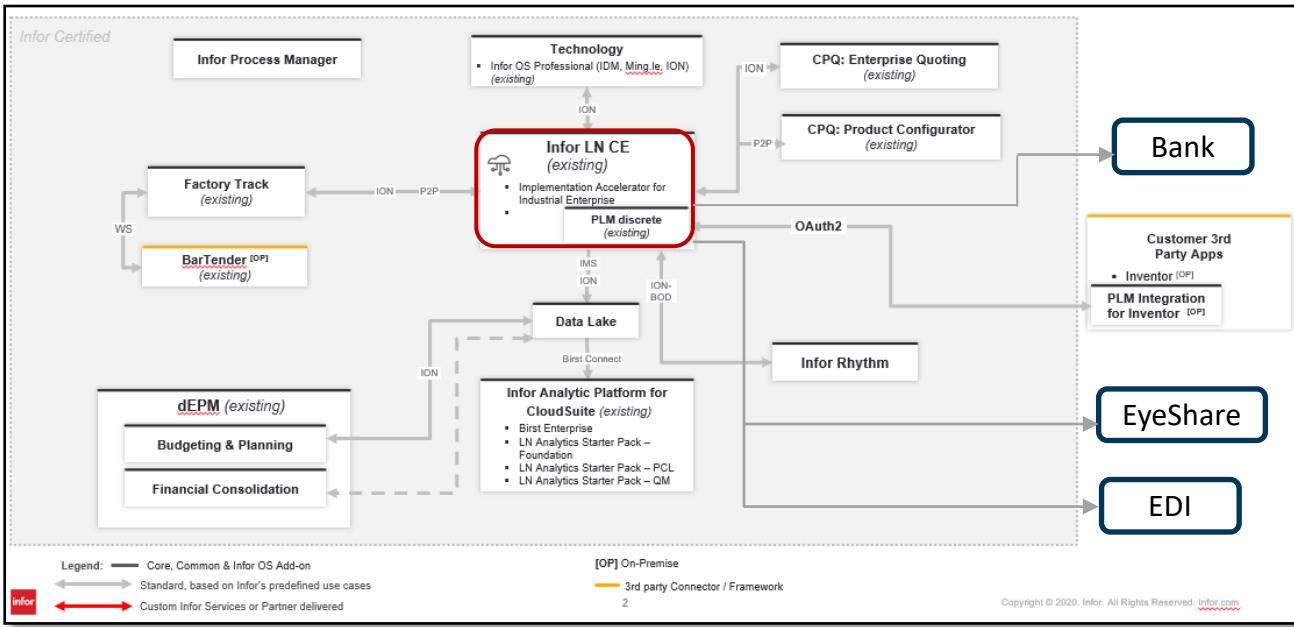 Infor Certified
Infor Process Manager
Technology
▪ Infor OS Professional (IDM, Ming.le, ION)
(existing)
ION
CPQ: Enterprise Quoting
(existing)
ION
CPQ: Product Configurator
(existing)
P2P
Infor LN CE
(existing)
▪ Implementation Accelerator for
Industrial Enterprise
▪
PLM discrete
(existing)
Factory Track
(existing)
ION
P2P
WS
BarTender [OP]
(existing)
Bank
OAuth2
Customer 3rd
Party Apps
▪ Inventor [OP]
PLM Integration
for Inventor [OP]
IMS
ION
ION-
BOD
Data Lake
Birst Connect
Infor Rhythm
ION
dEPM (existing)
Budgeting & Planning
Financial Consolidation
Infor Analytic Platform for
CloudSuite (existing)
▪ Birst Enterprise
▪ LN Analytics Starter Pack –
Foundation
▪ LN Analytics Starter Pack – PCL
▪ LN Analytics Starter Pack – QM
EyeShare
EDI
Legend:
Core, Common & Infor OS Add-on
Standard, based on Infor's predefined use cases
Custom Infor Services or Partner delivered
[OP] On-Premise
3rd party Connector / Framework
2
infor
Copyright © 2020. Infor. All Rights Reserved. Infor.com